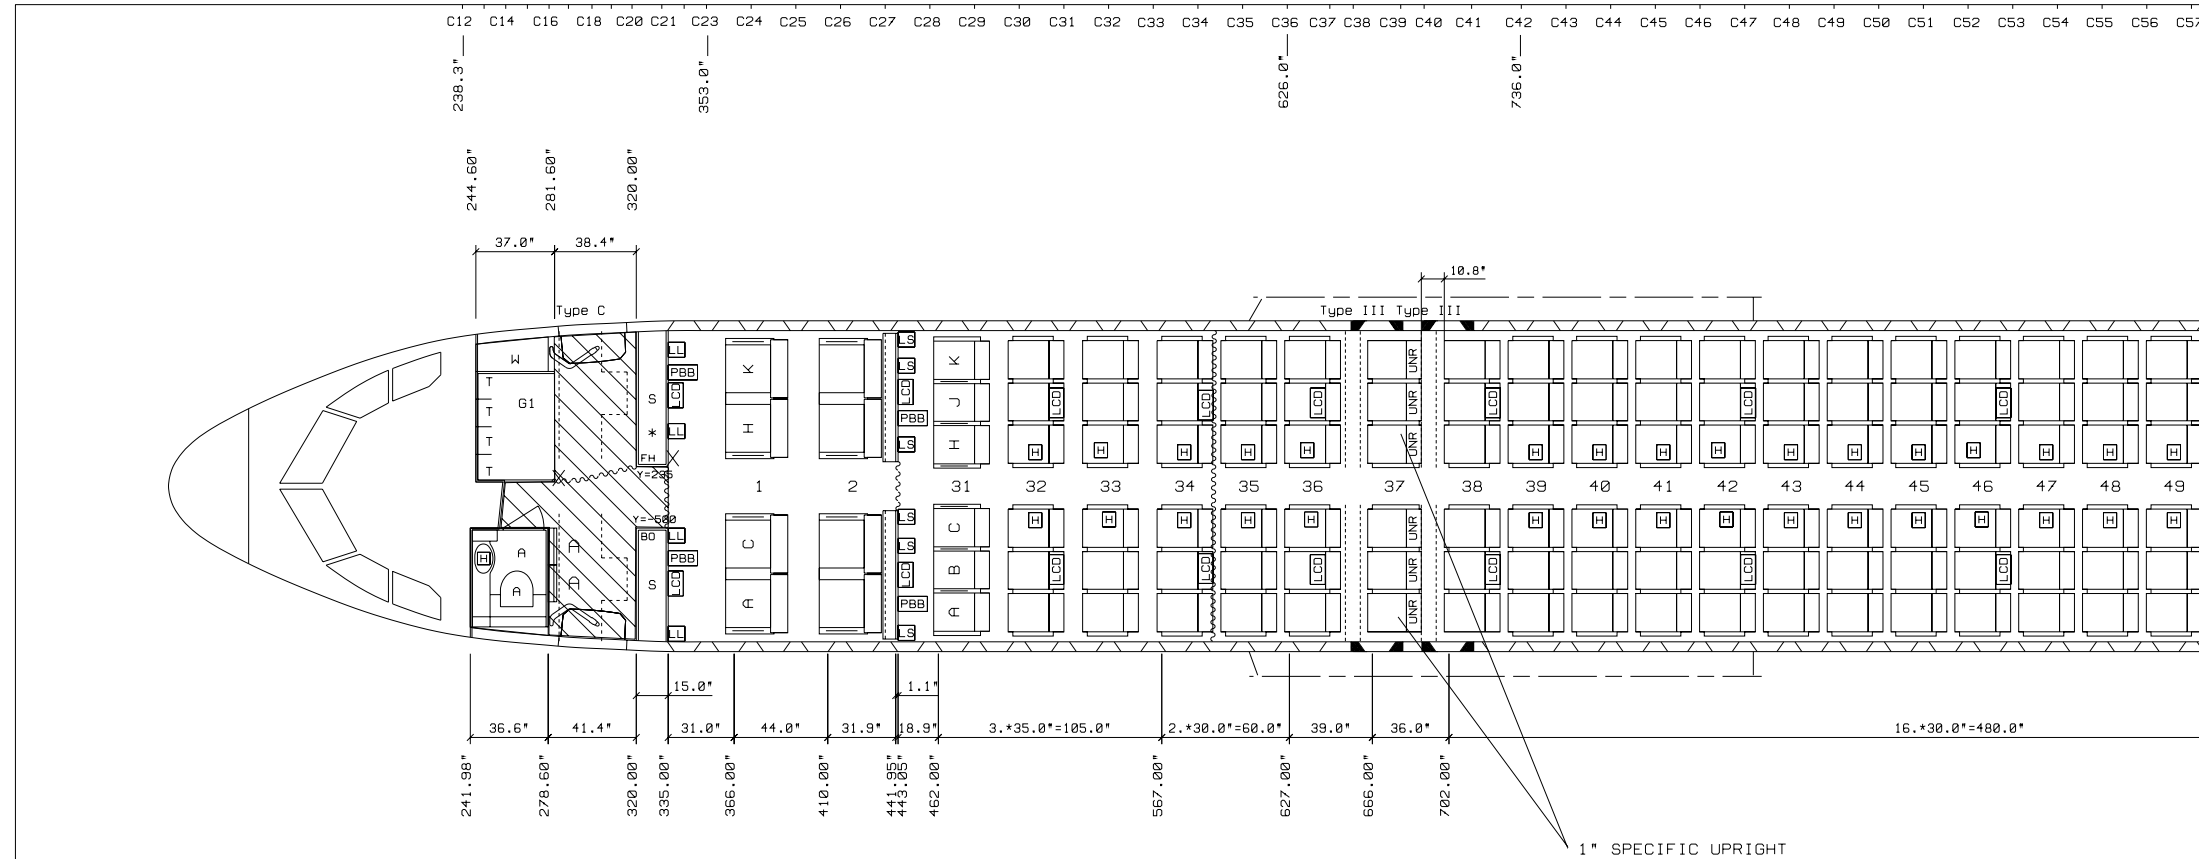 C12 C14 C16 C18 C20 C21 C23 C24 C25 C26 C27 C28 C29 C30 C31 C32 C33 C34 C35 C36 C37 C38 C39 C40 C41 C42 C43 C44 C45 C46 C47 C48 C49 C50 C51 C52 C53 C54 C55 C56 C57
238.3" 353.0" 626.0" 736.0"
244.60" 281.60" 320.00"
37.0" 38.4"
10.8"
Type C
Type III Type III
W
G1
T
T
T
T
S
*
FH
Y=235
LL
PBB
LCD
LL
K
H
LS
LS
LCD
PBB
LS
K
J
H
LCD LCD LCD LCD LCD LCD
UNR
UNR
UNR
H H H H H H H H H H H H H H H H
1 2 31 32 33 34 35 36 37 38 39 40 41 42 43 44 45 46 47 48 49
Y=-500
BO
S
H
A
A
A
A
LL
PBB
LCD
LL
C
A
LS
LS
LCD
PBB
LS
C
B
A
H H H H H H H H H H H H H H H H
LCD LCD LCD LCD LCD LCD
UNR
UNR
UNR
15.0" 1.1"
36.6" 41.4" 31.0" 44.0" 31.9" 18.9" 3.*35.0"=105.0" 2.*30.0"=60.0" 39.0" 36.0" 16.*30.0"=480.0"
241.98" 278.60" 320.00" 335.00" 366.00" 410.00" 441.95" 443.05" 462.00" 567.00" 627.00" 666.00" 702.00"
1" SPECIFIC UPRIGHT